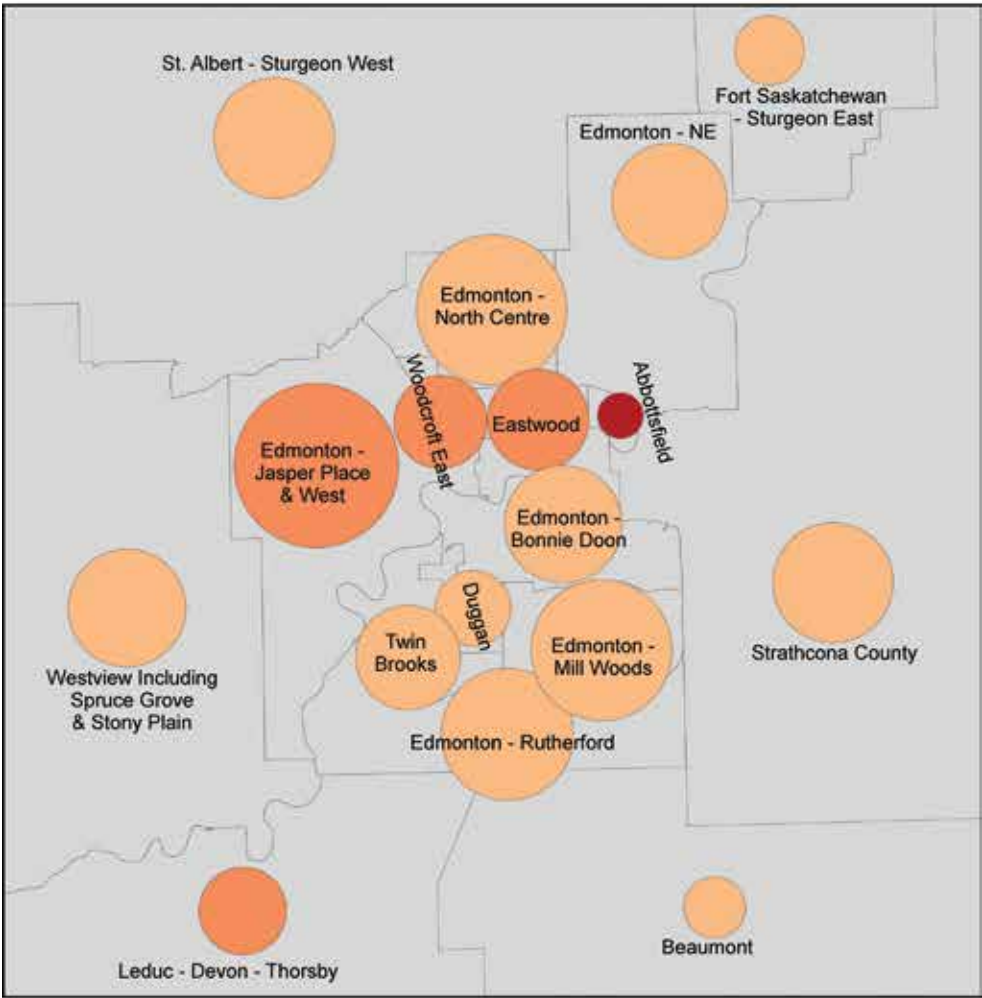 St. Albert - Sturgeon West
Fort Saskatchewan
- Sturgeon East
Edmonton - NE
Edmonton -
North Centre
Woodcroft East
Eastwood
Abbottsfield
Edmonton -
Jasper Place
& West
Edmonton -
Bonnie Doon
Duggan
Twin
Brooks
Edmonton -
Mill Woods
Strathcona County
Westview Including
Spruce Grove
& Stony Plain
Edmonton - Rutherford
Leduc - Devon - Thorsby
Beaumont